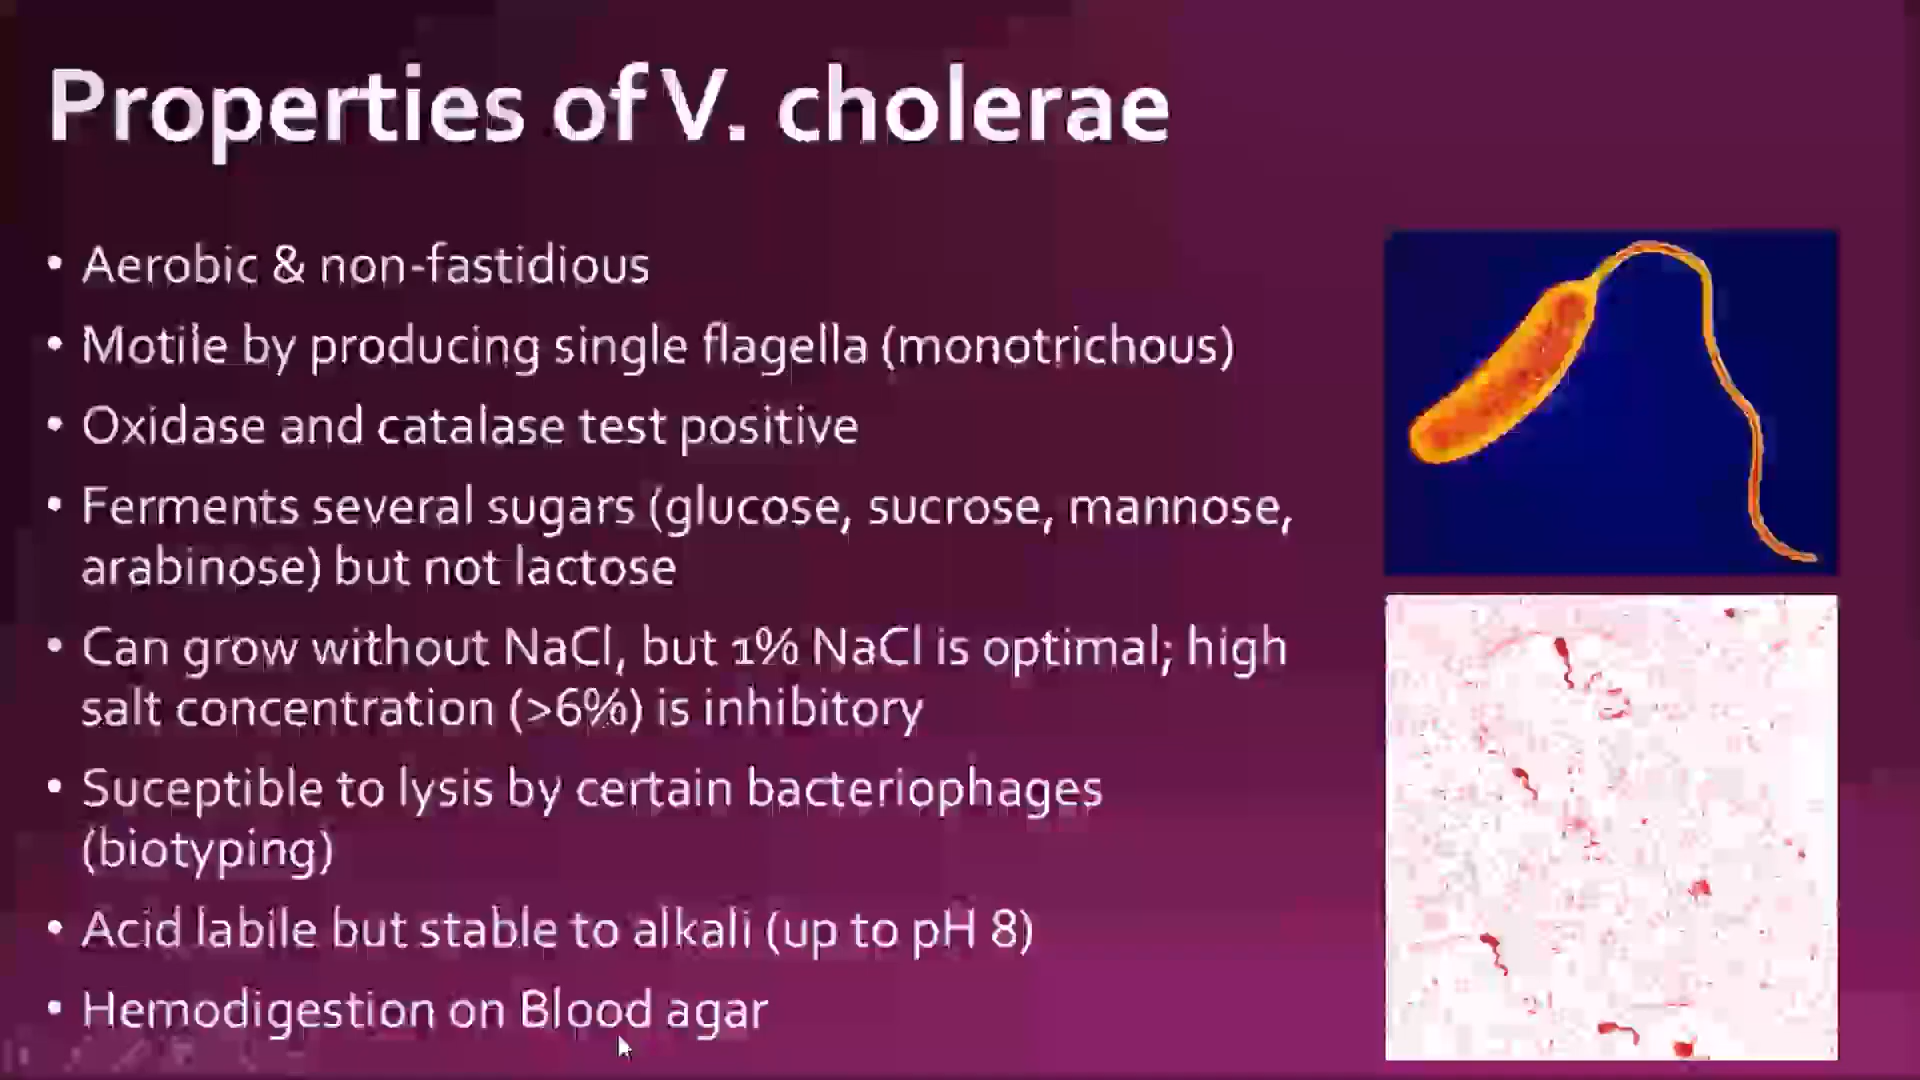 Properties of V. cholerae
• Aerobic & non-fastidious
• Motile by producing single flagella (monotrichous)
• Oxidase and catalase test positive
• Ferments several sugars (glucose, sucrose, mannose,
arabinose) but not lactose
• Can grow without NaCl, but 1% NaCl is optimal; high
salt concentration (>6%) is inhibitory
• Suceptible to lysis by certain bacteriophages
(biotyping)
• Acid labile but stable to alkali (up to pH 8)
• Hemodigestion on Blood agar